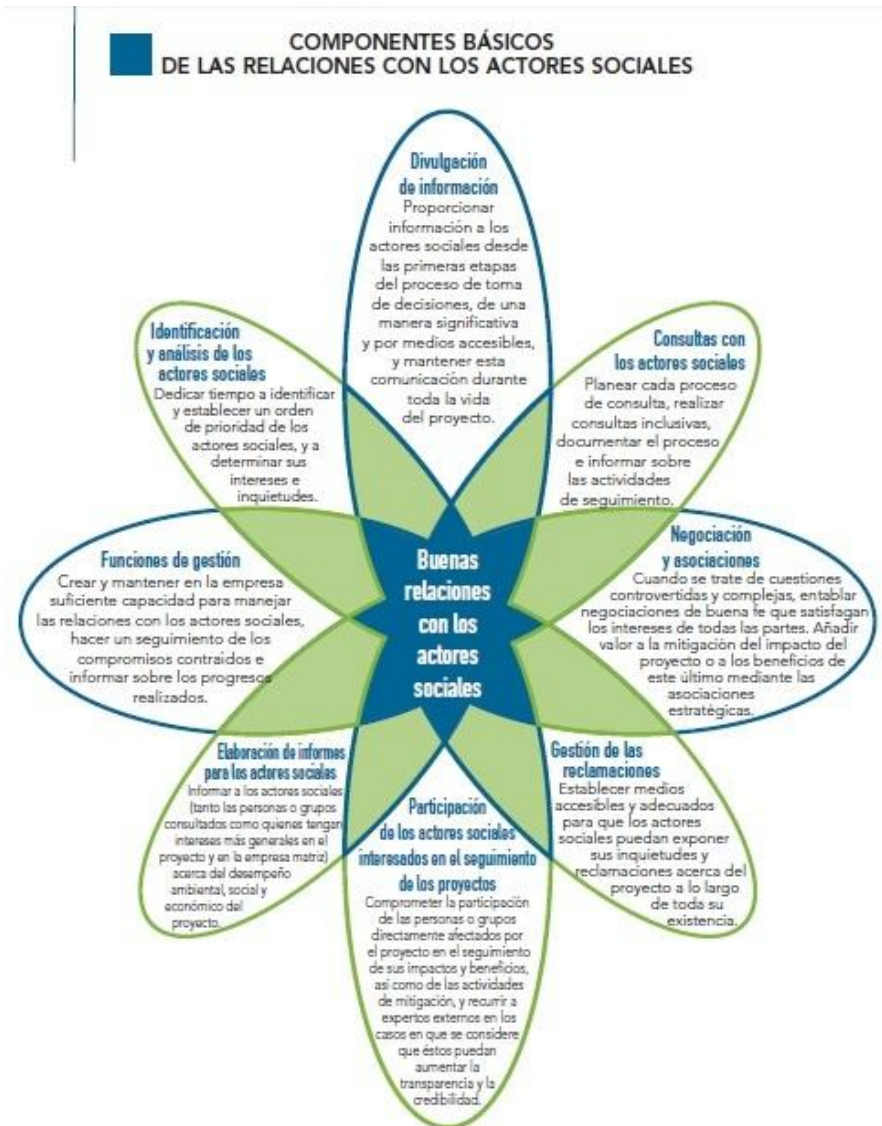 COMPONENTES BÁSICOS
DE LAS RELACIONES CON LOS ACTORES SOCIALES
Divulgación
de información
Proporcionar
información a los
actores sociales desde
las primeras etapas
del proceso de toma
de decisiones, de una
manera significativa
y por medios accesibles,
y mantener esta
comunicación durante
toda la vida
del proyecto.
Identificación
y análisis de los
actores sociales
Dedicar tiempo a identificar
y establecer un orden
de prioridad de los
actores sociales, y a
determinar sus
intereses e
inquietudes.
Consultas con
los actores sociales
Planear cada proceso
de consulta, realizar
consultas inclusivas,
documentar el proceso
e informar sobre
las actividades
de seguimiento.
Funciones de gestión
Crear y mantener en la empresa
suficiente capacidad para manejar
las relaciones con los actores sociales,
hacer un seguimiento de los
compromisos contraídos e
informar sobre los progresos
realizados.
Buenas
relaciones
con los
actores
sociales
Negociación
y asociaciones
Cuando se trate de cuestiones
controvertidas y complejas, entablar
negociaciones de buena fe que satisfagan
los intereses de todas las partes. Añadir
valor a la mitigación del impacto del
proyecto o a los beneficios de
este último mediante las
asociaciones
estratégicas.
Elaboración de informes
para los actores sociales
Informar a los actores sociales
(tanto las personas o grupos
consultados como quienes tengan
intereses más generales en el
proyecto y en la empresa matriz)
acerca del desempeño
ambiental, social y
económico del
proyecto.
Participación
de los actores sociales
interesados en el seguimiento
de los proyectos
Comprometer la participación
de las personas o grupos
directamente afectados por
el proyecto en el seguimiento
de sus impactos y beneficios,
así como de las actividades
de mitigación, y recurrir a
expertos externos en los
casos en que se considere
que éstos puedan
aumentar la
transparencia y la
credibilidad.
Gestión de las
reclamaciones
Establecer medios
accesibles y adecuados
para que los actores
sociales puedan exponer
sus inquietudes y
reclamaciones acerca del
proyecto a lo largo
de toda su
existencia.